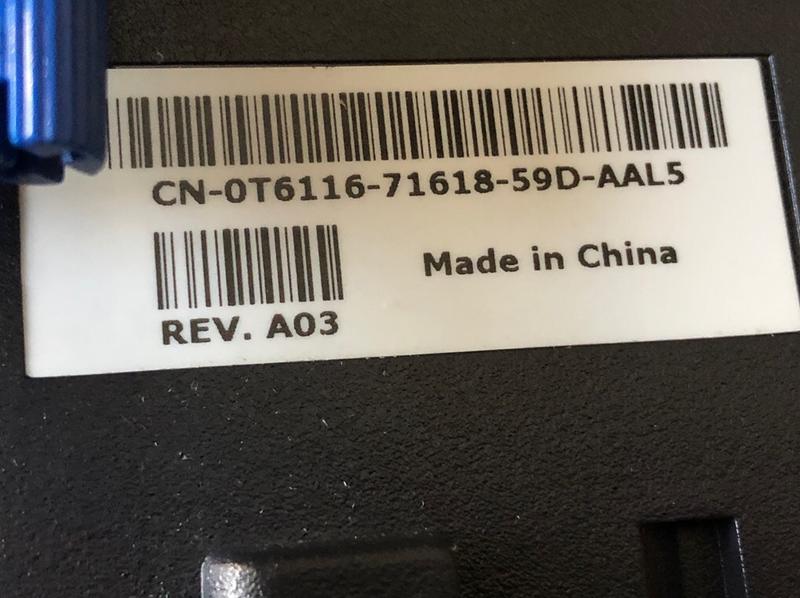 CN-0T6116-71618-59D-AAL5
Made in China
REV. A03